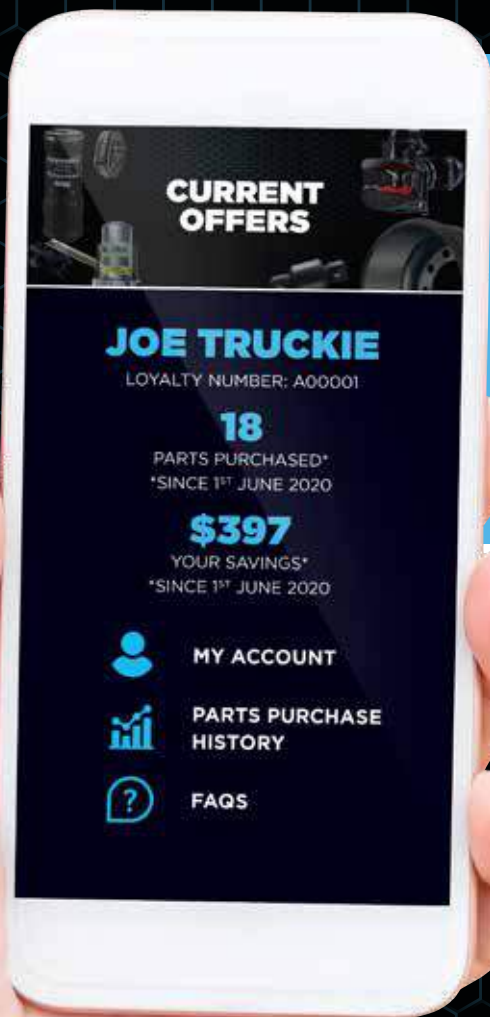 CURRENT
OFFERS
JOE TRUCKIE
LOYALTY NUMBER: A00001
18
PARTS PURCHASED*
*SINCE 1ST JUNE 2020
$397
YOUR SAVINGS*
*SINCE 1ST JUNE 2020
MY ACCOUNT
PARTS PURCHASE
HISTORY
?
FAQS